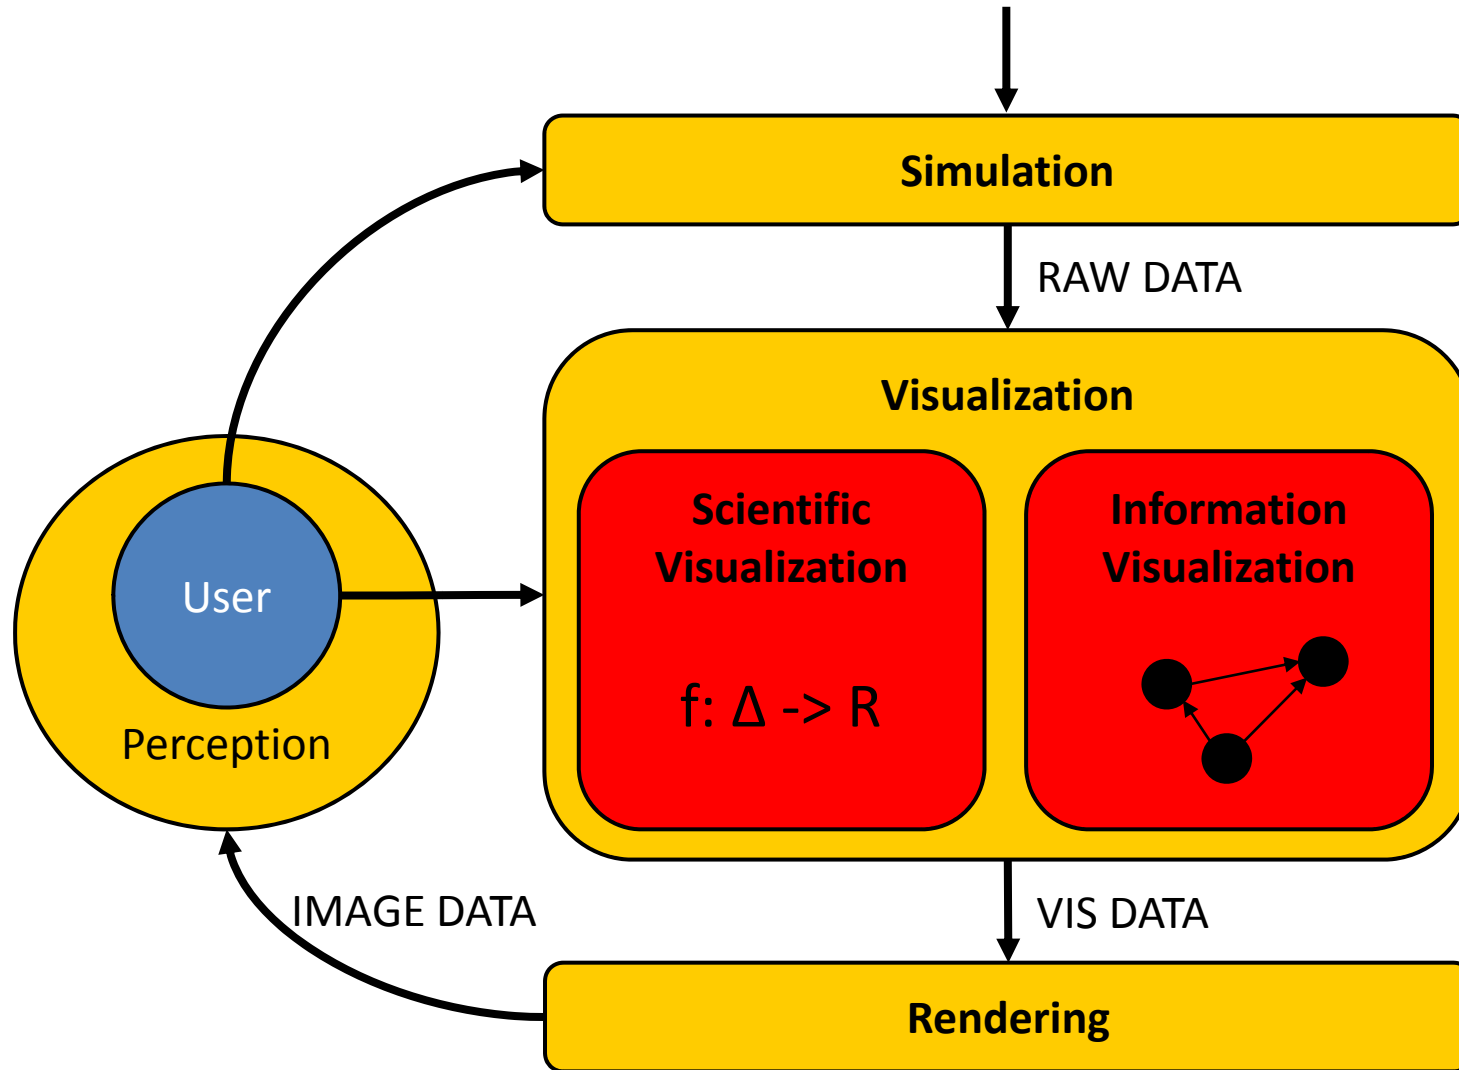 Simulation
RAW DATA
Visualization
Scientific
Visualization
f: Δ -> R
Information
Visualization
User
Perception
IMAGE DATA
VIS DATA
Rendering